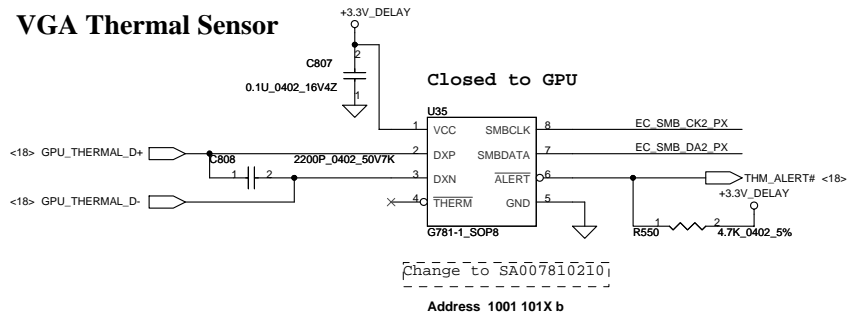 VGA Thermal Sensor
+3.3V_DELAY
2
C807
0.1U_0402_16V4Z
1
Closed to GPU
U35
1 VCC SMBCLK 8 EC_SMB_CK2_PX
<18> GPU_THERMAL_D+ 2 DXP SMBDATA 7 EC_SMB_DA2_PX
C808 2200P_0402_50V7K
1 2 3 DXN ALERT 6 THM_ALERT# <18>
+3.3V_DELAY
<18> GPU_THERMAL_D- 4 THERM GND 5
G781-1_SOP8
1 2
R550 4.7K_0402_5%
Change to SA007810210
Address 1001 101X b